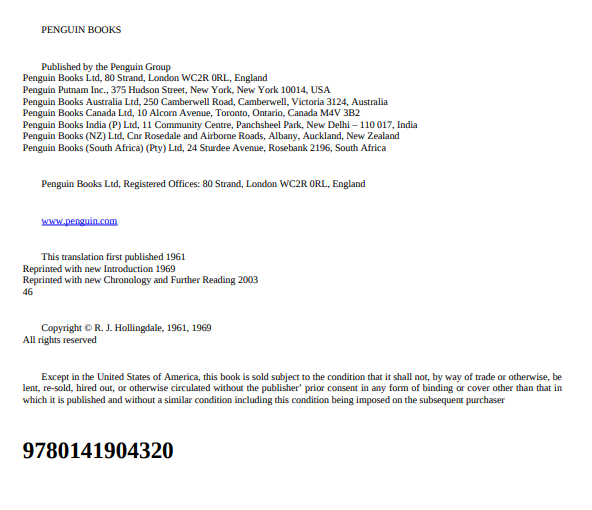 PENGUIN BOOKS
Published by the Penguin Group
Penguin Books Ltd, 80 Strand, London WC2R 0RL, England
Penguin Putnam Inc., 375 Hudson Street, New York, New York 10014, USA
Penguin Books Australia Ltd, 250 Camberwell Road, Camberwell, Victoria 3124, Australia
Penguin Books Canada Ltd, 10 Alcorn Avenue, Toronto, Ontario, Canada M4V 3B2
Penguin Books India (P) Ltd, 11 Community Centre, Panchsheel Park, New Delhi – 110 017, India
Penguin Books (NZ) Ltd, Cnr Rosedale and Airborne Roads, Albany, Auckland, New Zealand
Penguin Books (South Africa) (Pty) Ltd, 24 Sturdee Avenue, Rosebank 2196, South Africa
Penguin Books Ltd, Registered Offices: 80 Strand, London WC2R 0RL, England
www.penguin.com
This translation first published 1961
Reprinted with new Introduction 1969
Reprinted with new Chronology and Further Reading 2003
46
Copyright © R. J. Hollingdale, 1961, 1969
All rights reserved
Except in the United States of America, this book is sold subject to the condition that it shall not, by way of trade or otherwise, be
lent, re-sold, hired out, or otherwise circulated without the publisher’ prior consent in any form of binding or cover other than that in
which it is published and without a similar condition including this condition being imposed on the subsequent purchaser
9780141904320